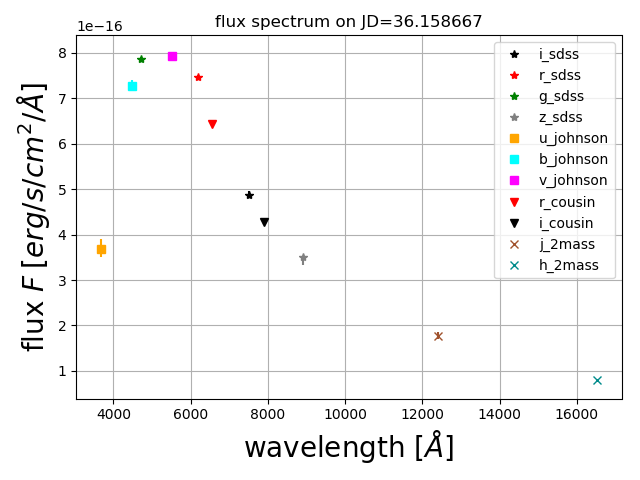 flux spectrum on JD=36.158667
1e−16
8
7
6
5
4
3
2
1
flux F [erg/s/cm²/Å]
4000 6000 8000 10000 12000 14000 16000
wavelength [Å]
i_sdss
r_sdss
g_sdss
z_sdss
u_johnson
b_johnson
v_johnson
r_cousin
i_cousin
j_2mass
h_2mass